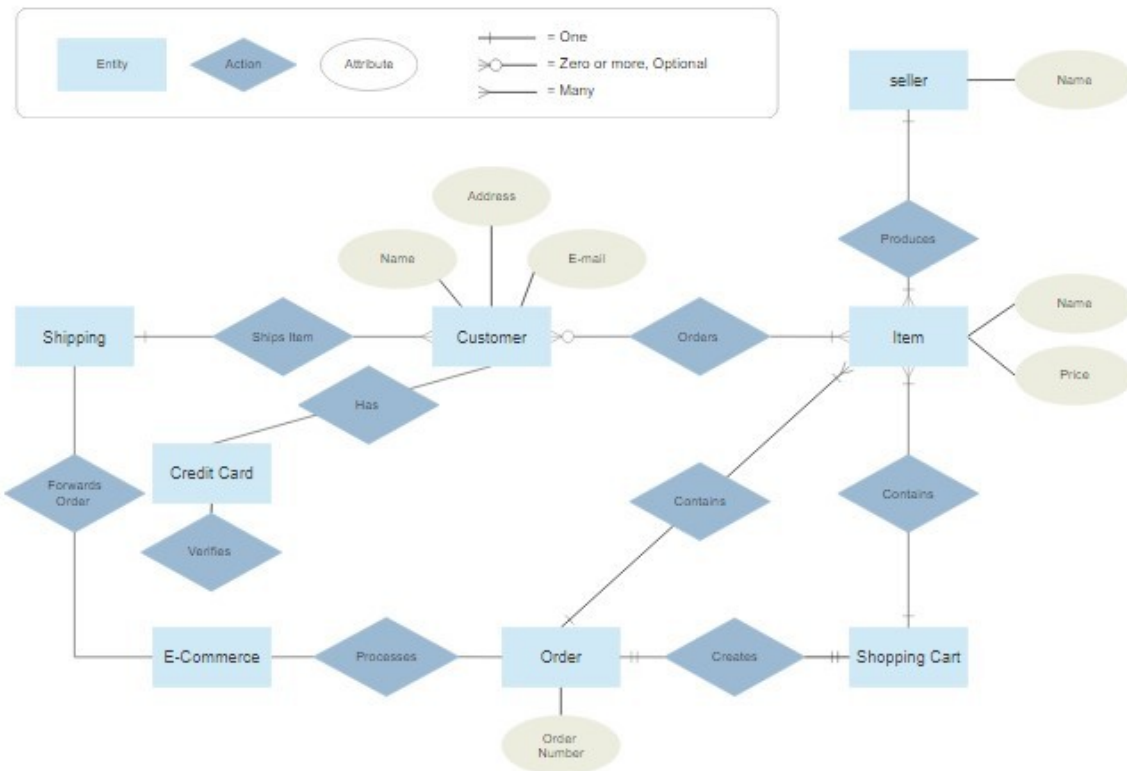 Entity
Action
Attribute
= One
= Zero or more, Optional
= Many
seller
Name
Address
Produces
Name
E-mail
Name
Shipping
Ships Item
Customer
Orders
Item
Price
Has
Credit Card
Forwards
Order
Contains
Contains
Verifies
E-Commerce
Processes
Order
Creates
Shopping Cart
Order
Number